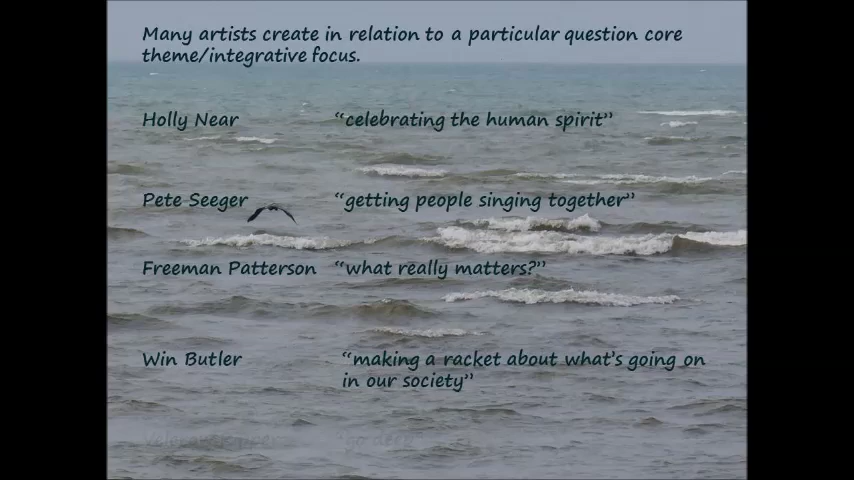 Many artists create in relation to a particular question core
theme/integrative focus.
Holly Near “celebrating the human spirit”
Pete Seeger “getting people singing together”
Freeman Patterson “what really matters?”
Win Butler “making a racket about what’s going on
in our society”